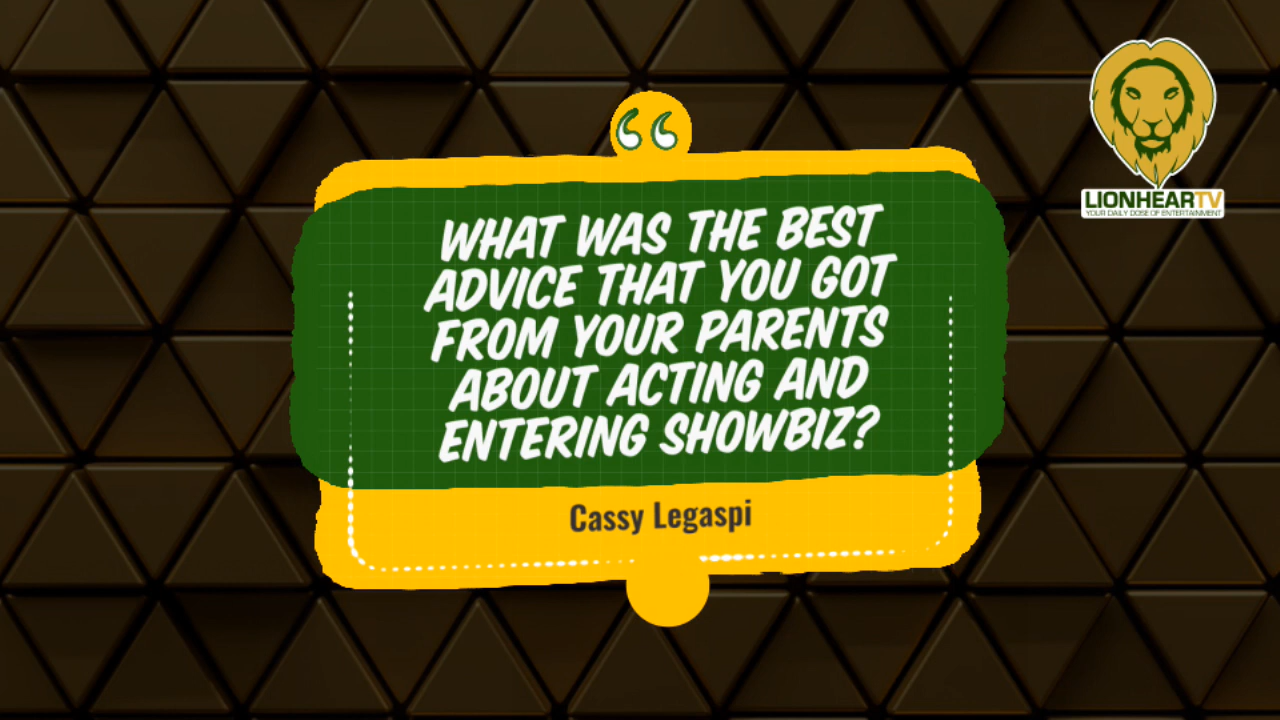 LIONHEARTV
YOUR DAILY DOSE OF ENTERTAINMENT
“
WHAT WAS THE BEST
ADVICE THAT YOU GOT
FROM YOUR PARENTS
ABOUT ACTING AND
ENTERING SHOWBIZ?
Cassy Legaspi